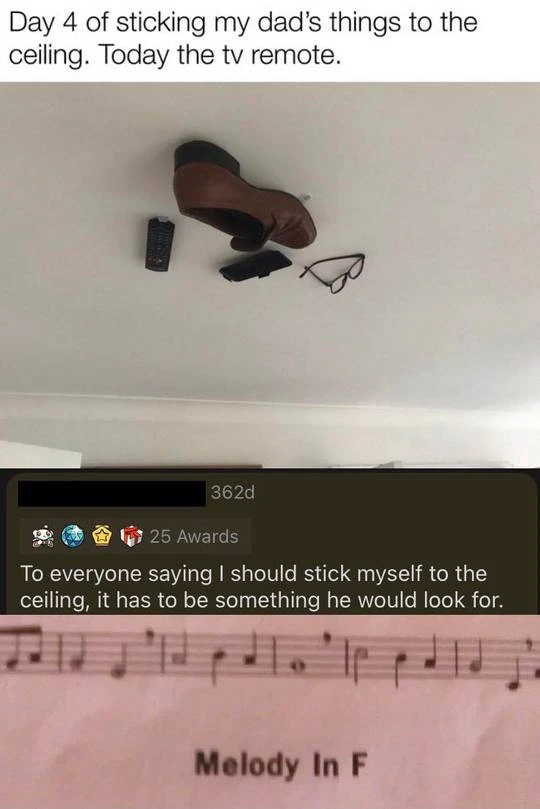 Day 4 of sticking my dad's things to the
ceiling. Today the tv remote.
362d
25 Awards
To everyone saying I should stick myself to the
ceiling, it has to be something he would look for.
Melody In F